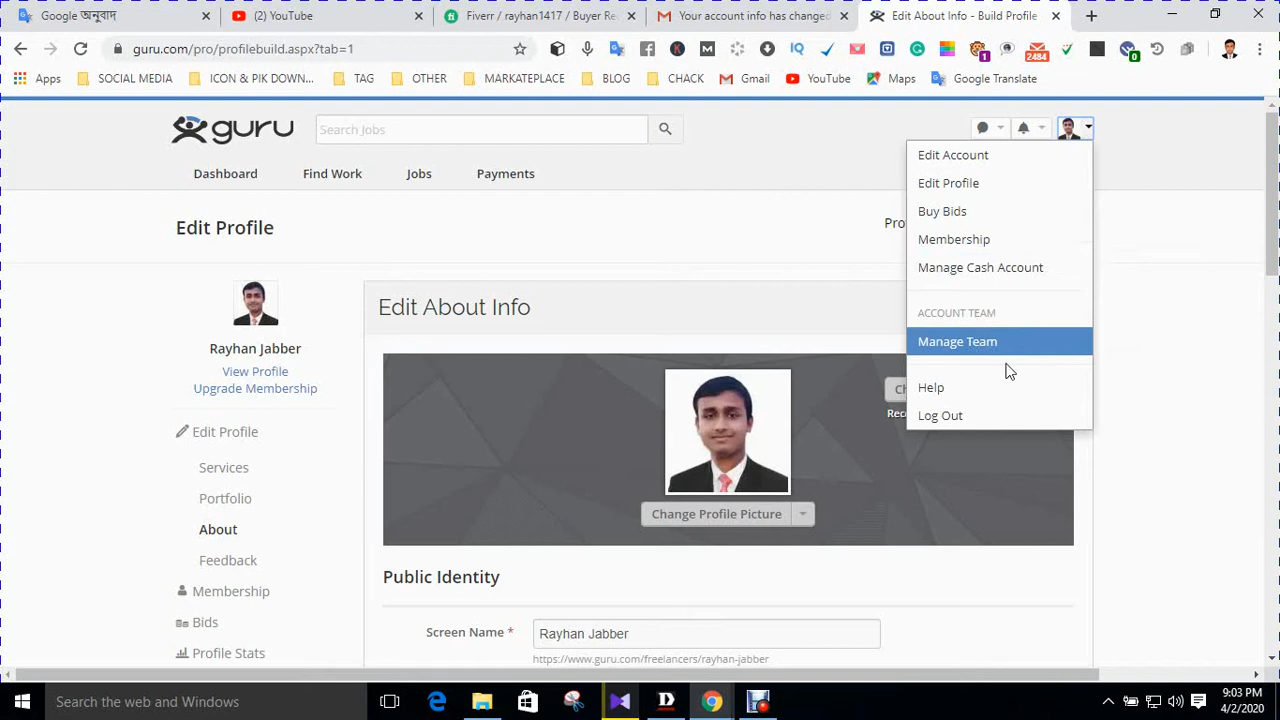 Google অনুবাদ
(2) YouTube
Fiverr / rayhan1417 / Buyer Re
Your account info has changed
Edit About Info - Build Profile
guru.com/pro/profilebuild.aspx?tab=1
1
2484
0
Apps
SOCIAL MEDIA
ICON & PIK DOWN...
TAG
OTHER
MARKATEPLACE
BLOG
CHACK
Gmail
YouTube
Maps
Google Translate
guru
Search Jobs
Dashboard
Find Work
Jobs
Payments
Edit Account
Edit Profile
Buy Bids
Membership
Manage Cash Account
ACCOUNT TEAM
Manage Team
Help
Log Out
Edit Profile
Rayhan Jabber
View Profile
Upgrade Membership
Edit Profile
Services
Portfolio
About
Feedback
Membership
Bids
Profile Stats
Edit About Info
Change Profile Picture
Public Identity
Screen Name *
Rayhan Jabber
https://www.guru.com/freelancers/rayhan-jabber
Search the web and Windows
9:03 PM
4/2/2020